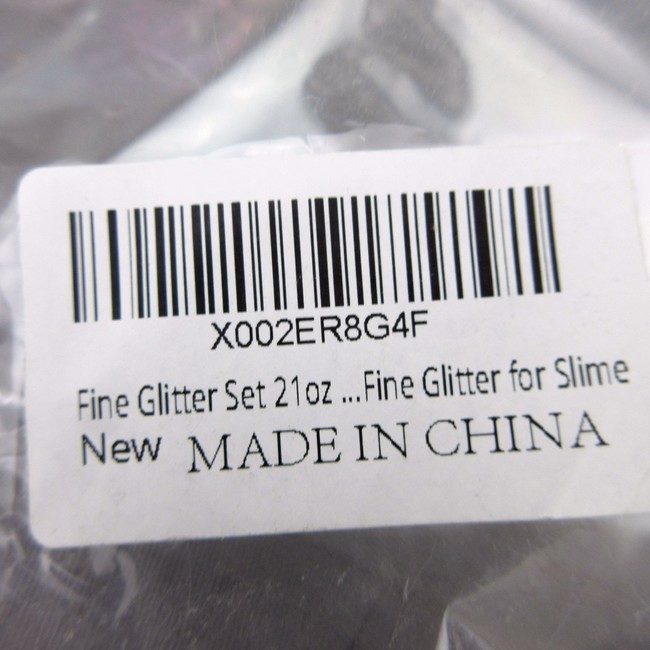 X002ER8G4F
Fine Glitter Set 21oz ...Fine Glitter for Slime
New MADE IN CHINA